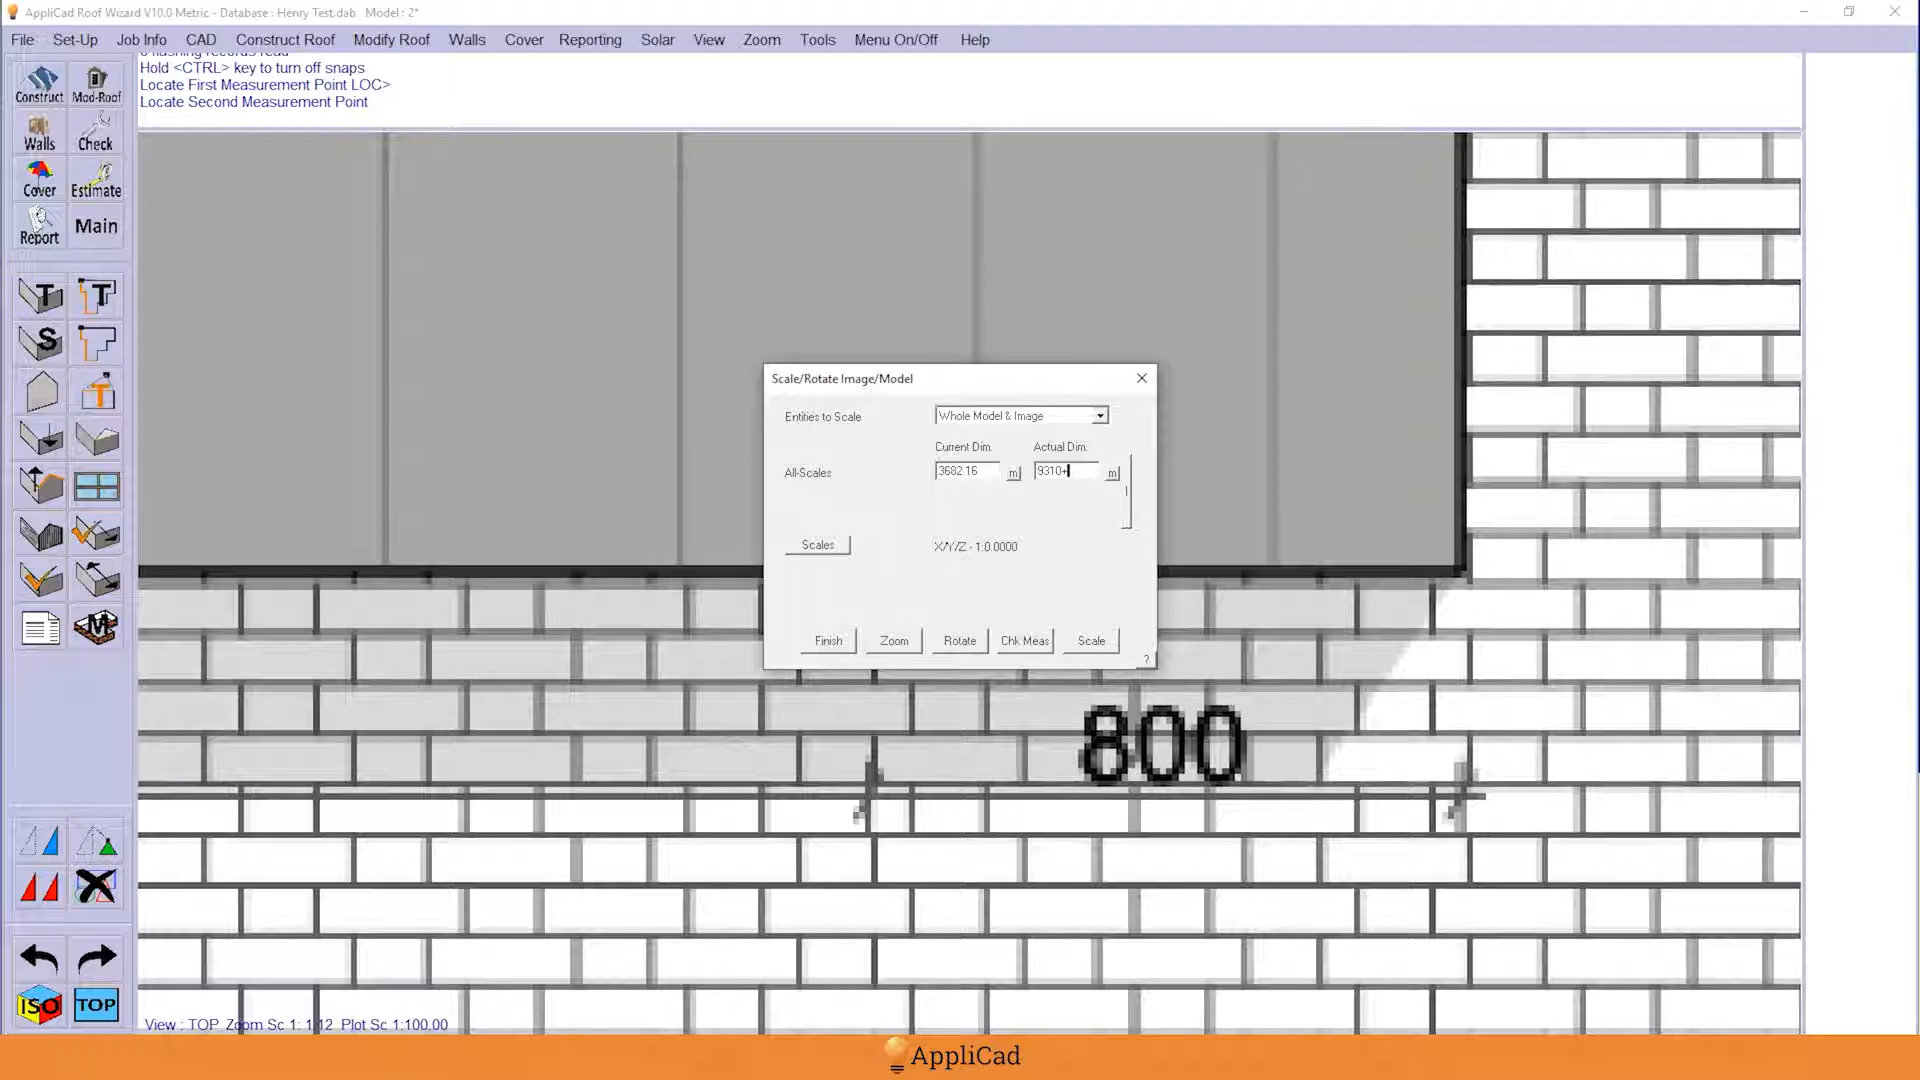 AppliCad Roof Wizard V10.0 Metric - Database : Henry Test.dab  Model : 2*
File Set-Up Job Info CAD Construct Roof Modify Roof Walls Cover Reporting Solar View Zoom Tools Menu On/Off Help
Hold <CTRL> key to turn off snaps
Locate First Measurement Point LOC>
Locate Second Measurement Point
Construct Mod-Roof
Walls Check
Cover Estimate
Report Main
T T
S
T
M
ISO TOP
Scale/Rotate Image/Model
Entities to Scale Whole Model & Image
Current Dim. Actual Dim.
All-Scales 3682.16 m 9310+ m
Scales X/Y/Z - 1:0.0000
Finish Zoom Rotate Chk Meas Scale
?
800
View : TOP Zoom Sc 1: 1.12 Plot Sc 1:100.00
AppliCad